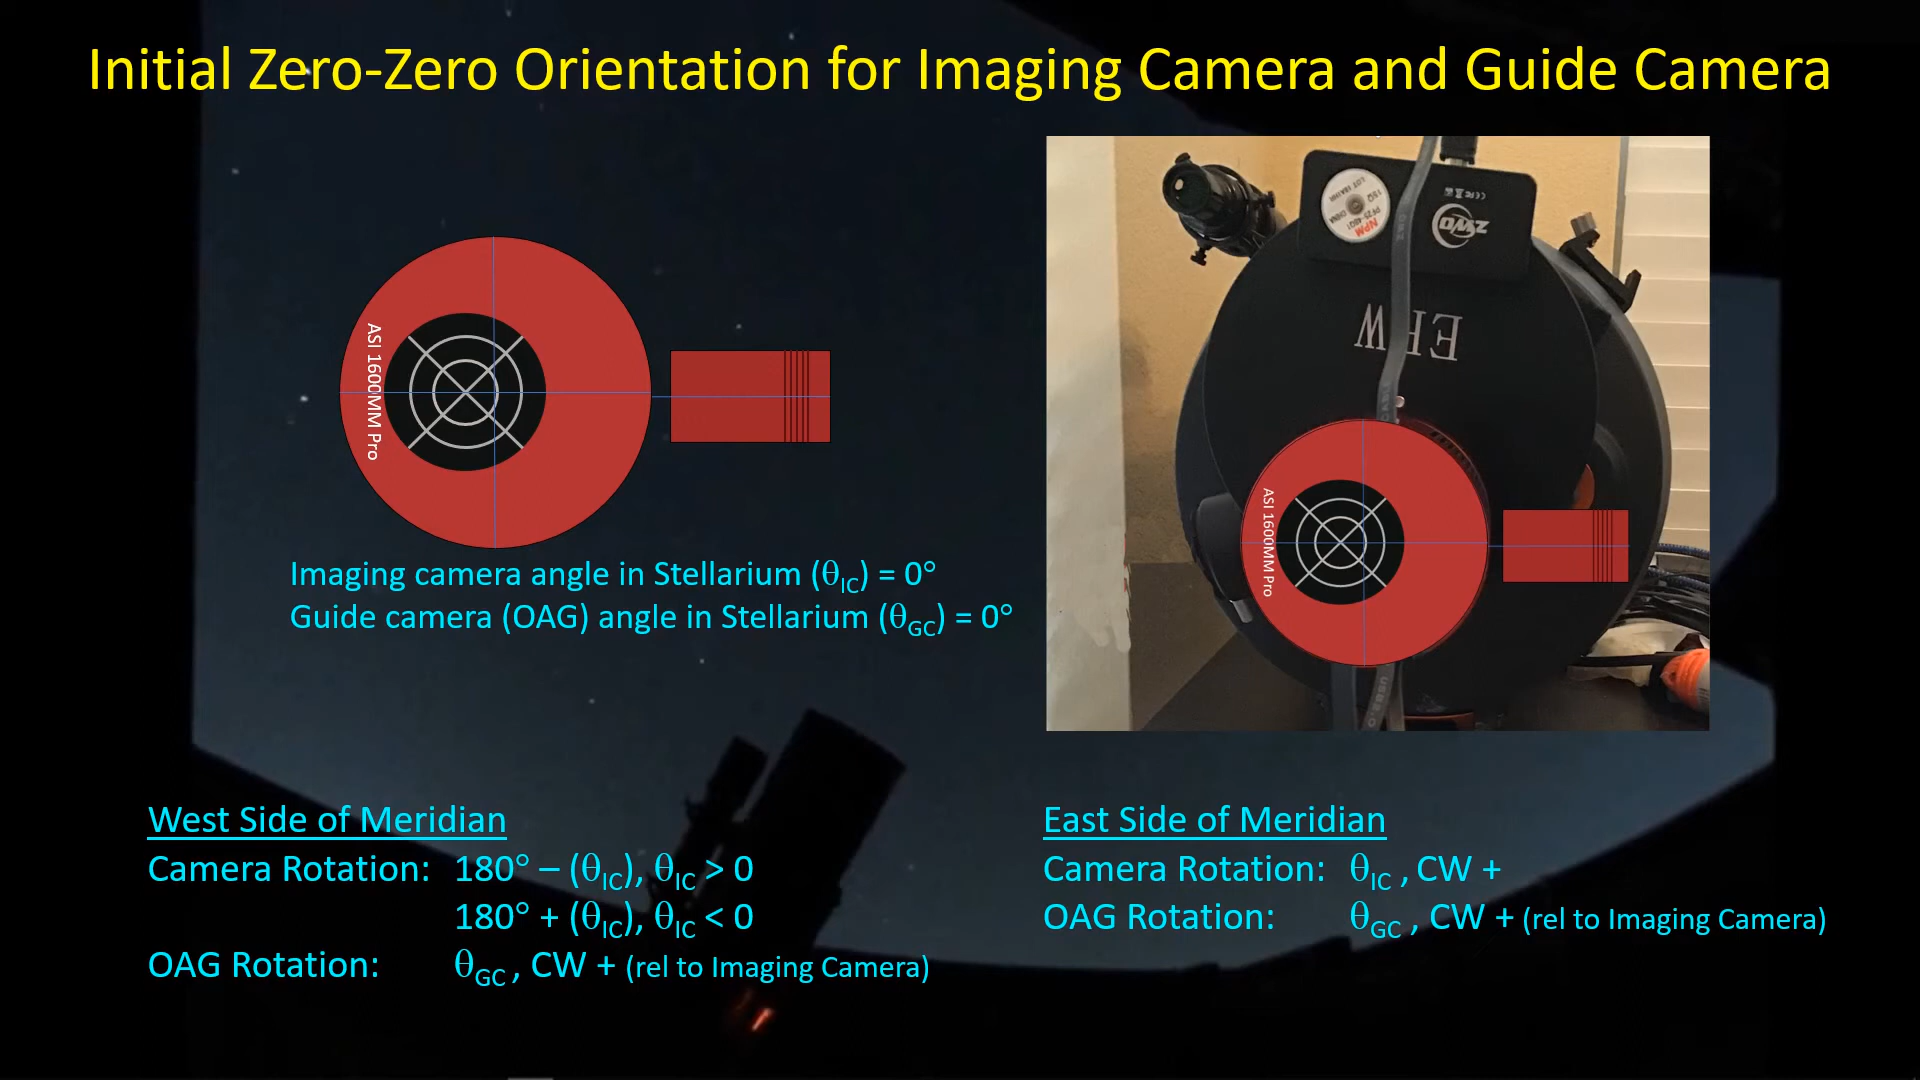 Initial Zero-Zero Orientation for Imaging Camera and Guide Camera
ASI 1600MM Pro
Imaging camera angle in Stellarium (θIC) = 0°
Guide camera (OAG) angle in Stellarium (θGC) = 0°
NPM
ZWO
EFW
ASI 1600MM Pro
USB2.0
West Side of Meridian
Camera Rotation: 180° – (θIC), θIC > 0
180° + (θIC), θIC < 0
OAG Rotation: θGC , CW + (rel to Imaging Camera)
East Side of Meridian
Camera Rotation: θIC , CW +
OAG Rotation: θGC , CW + (rel to Imaging Camera)